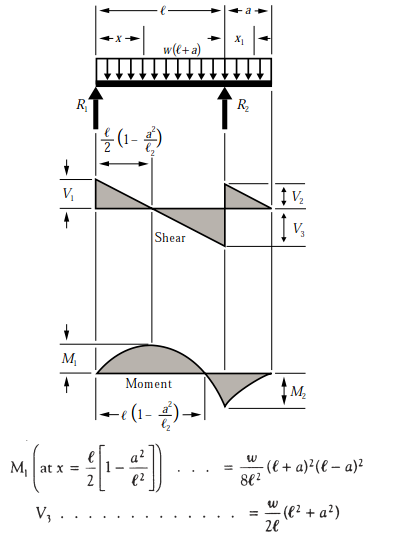 ℓ a
x x₁
w(ℓ+a)
R₁ R₂
ℓ/2 (1- a²/ℓ₂)
V₁ V₂
V₃
Shear
M₁
Moment M₂
ℓ (1- a²/ℓ₂)
M₁ (at x = ℓ/2 [1 − a²/ℓ²]) . . . = w/8ℓ² (ℓ + a)²(ℓ − a)²
V₃ . . . . . . . . . . . . . = w/2ℓ (ℓ² + a²)